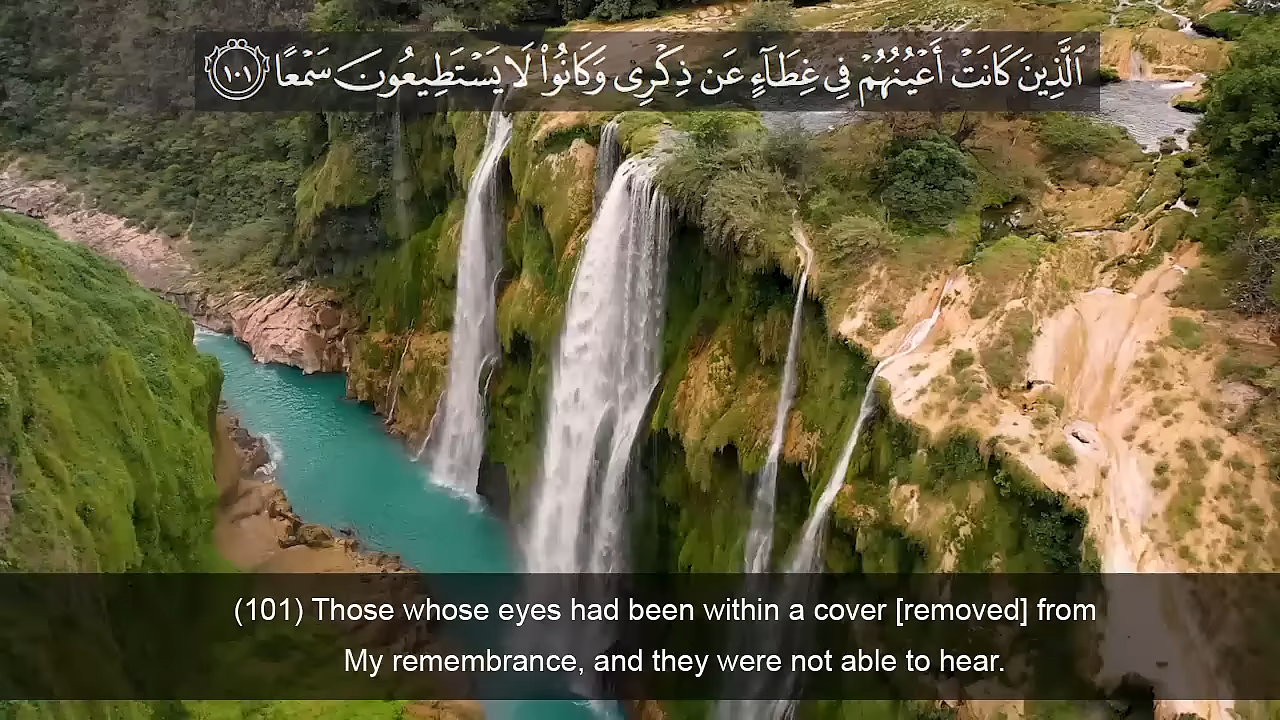 ٱلَّذِينَ كَانَتْ أَعْيُنُهُمْ فِى غِطَآءٍ عَن ذِكْرِى وَكَانُوا۟ لَا يَسْتَطِيعُونَ سَمْعًا ١٠١
(101) Those whose eyes had been within a cover [removed] from
My remembrance, and they were not able to hear.